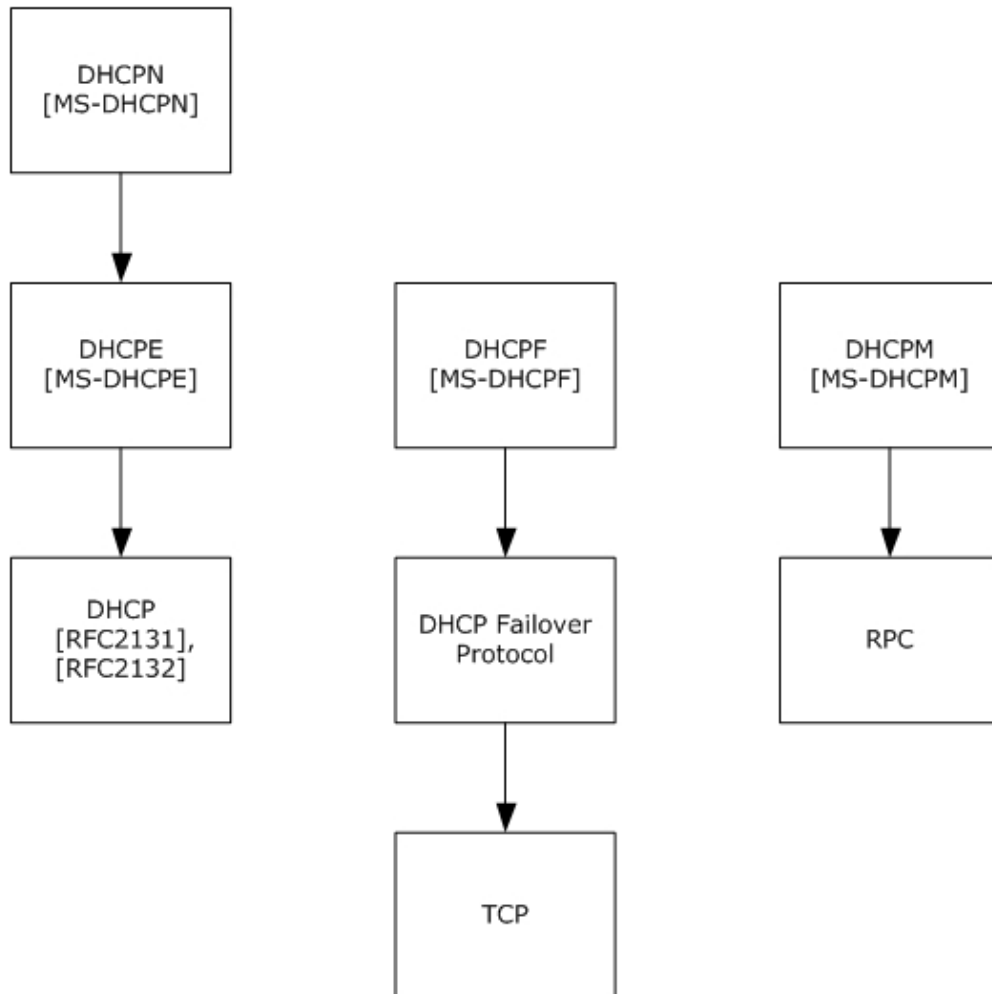 DHCPN
[MS-DHCPN]
DHCPE
[MS-DHCPE]
DHCPF
[MS-DHCPF]
DHCPM
[MS-DHCPM]
DHCP
[RFC2131],
[RFC2132]
DHCP Failover
Protocol
RPC
TCP